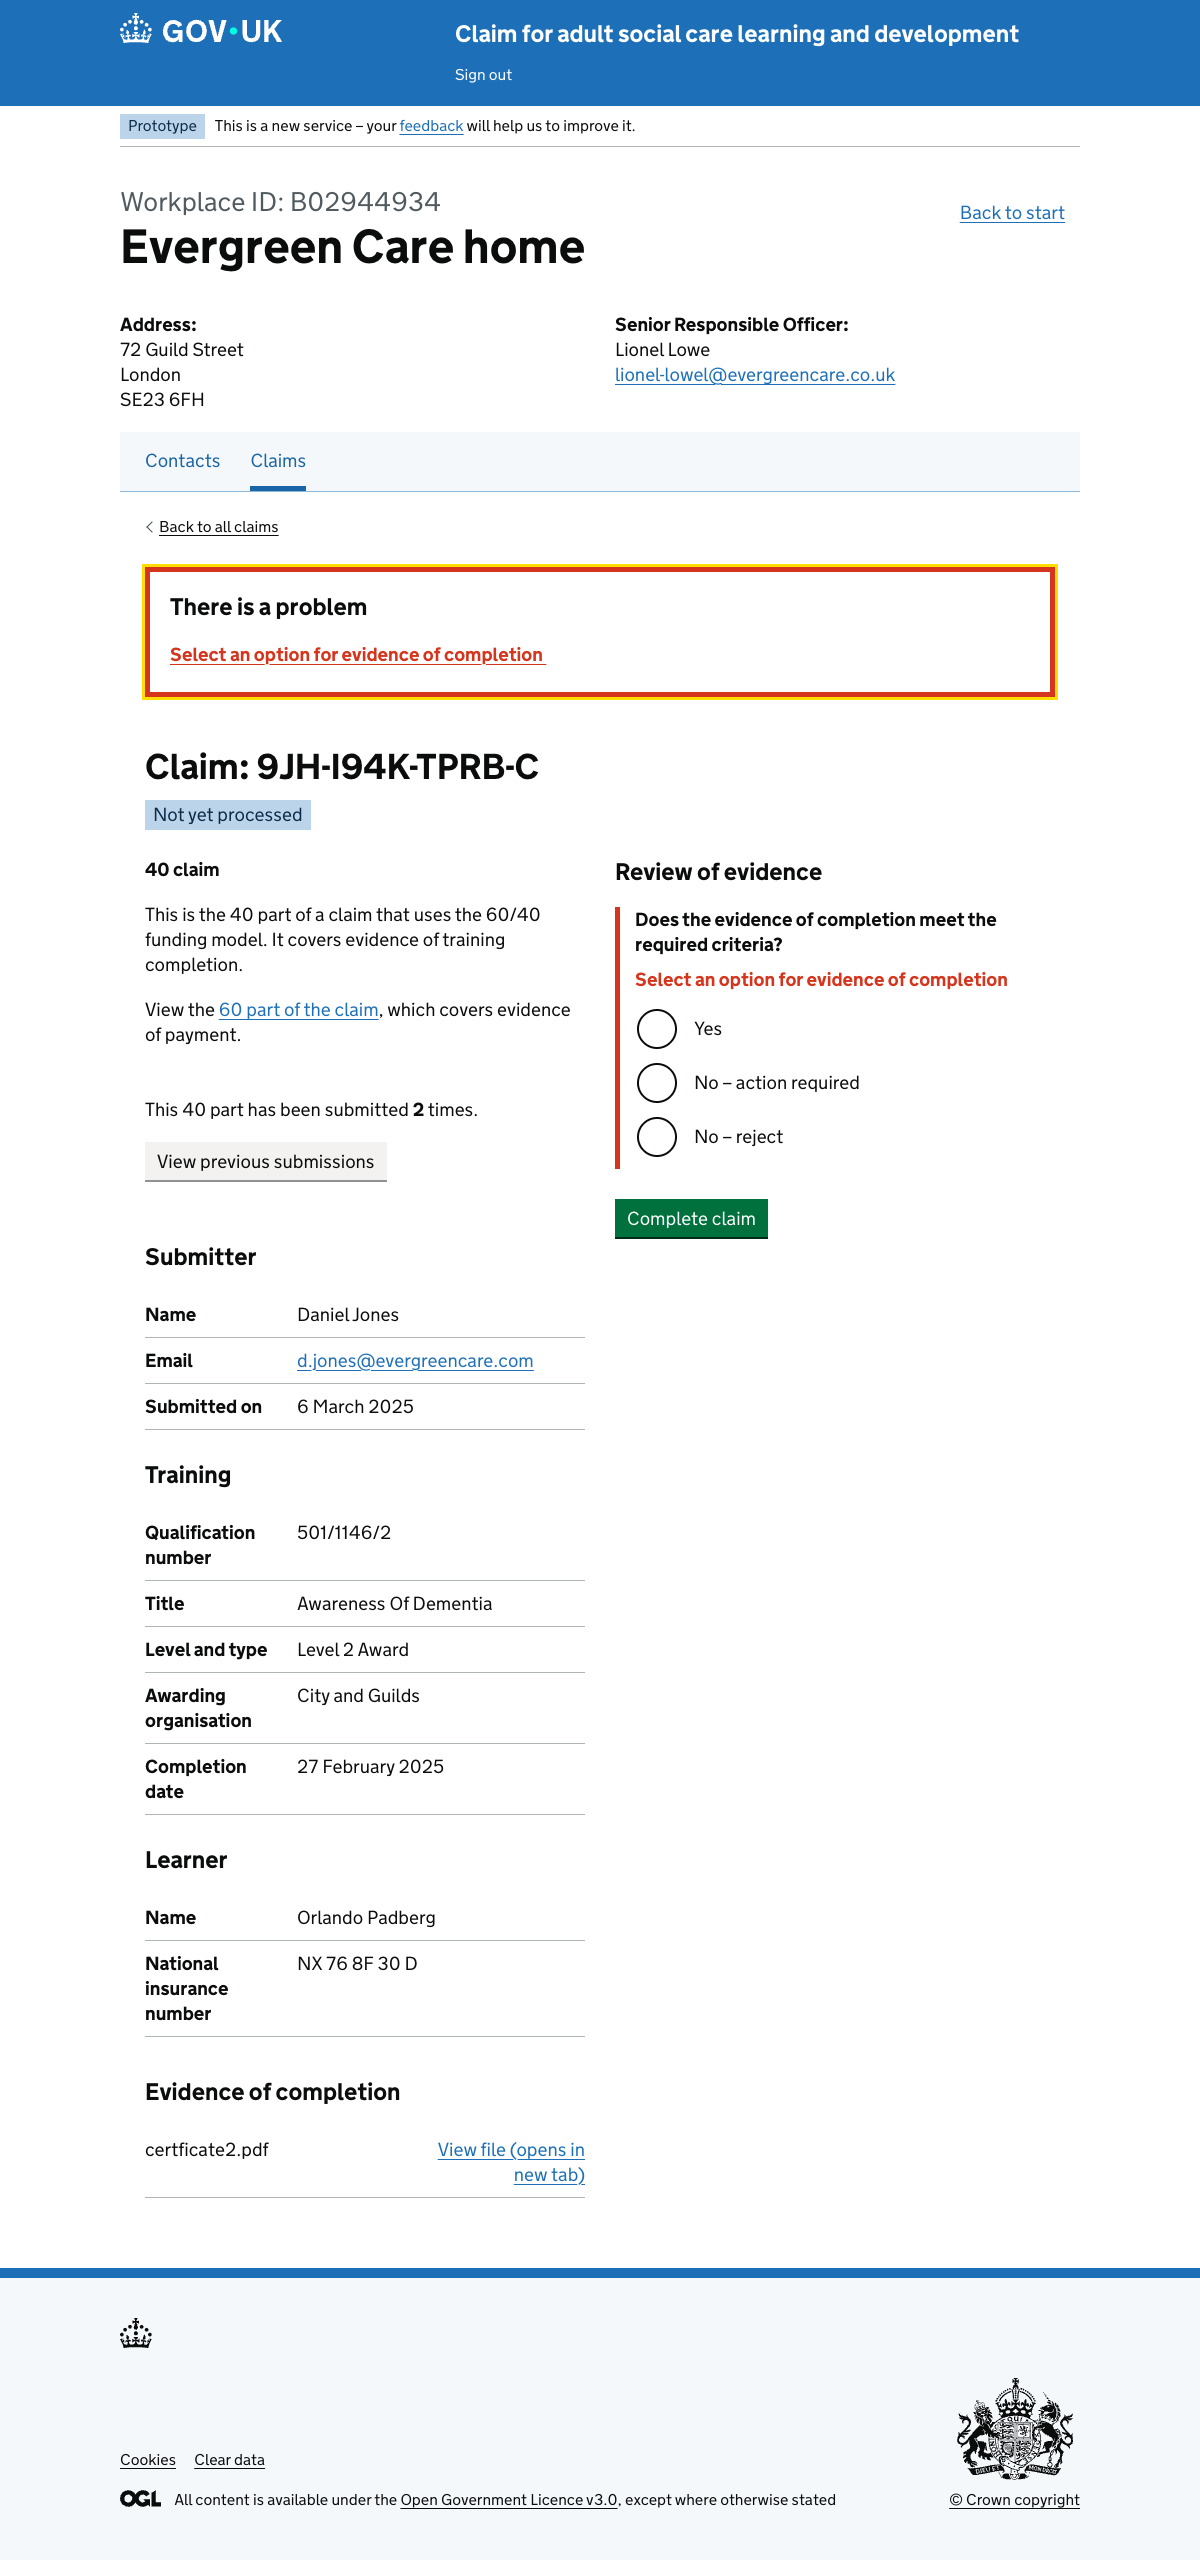 GOV·UK
Claim for adult social care learning and development
Sign out
Prototype
This is a new service – your feedback will help us to improve it.
Workplace ID: B02944934
Back to start
Evergreen Care home
Address:
72 Guild Street
London
SE23 6FH
Senior Responsible Officer:
Lionel Lowe
lionel-lowel@evergreencare.co.uk
Contacts
Claims
Back to all claims
There is a problem
Select an option for evidence of completion
Claim: 9JH-I94K-TPRB-C
Not yet processed
40 claim
This is the 40 part of a claim that uses the 60/40
funding model. It covers evidence of training
completion.
View the 60 part of the claim, which covers evidence
of payment.
This 40 part has been submitted 2 times.
View previous submissions
Review of evidence
Does the evidence of completion meet the
required criteria?
Select an option for evidence of completion
Yes
No – action required
No – reject
Complete claim
Submitter
Name Daniel Jones
Email d.jones@evergreencare.com
Submitted on 6 March 2025
Training
Qualification 501/1146/2
number
Title Awareness Of Dementia
Level and type Level 2 Award
Awarding City and Guilds
organisation
Completion 27 February 2025
date
Learner
Name Orlando Padberg
National NX 76 8F 30 D
insurance
number
Evidence of completion
certficate2.pdf
View file (opens in
new tab)
Cookies
Clear data
OGL
All content is available under the Open Government Licence v3.0, except where otherwise stated
© Crown copyright